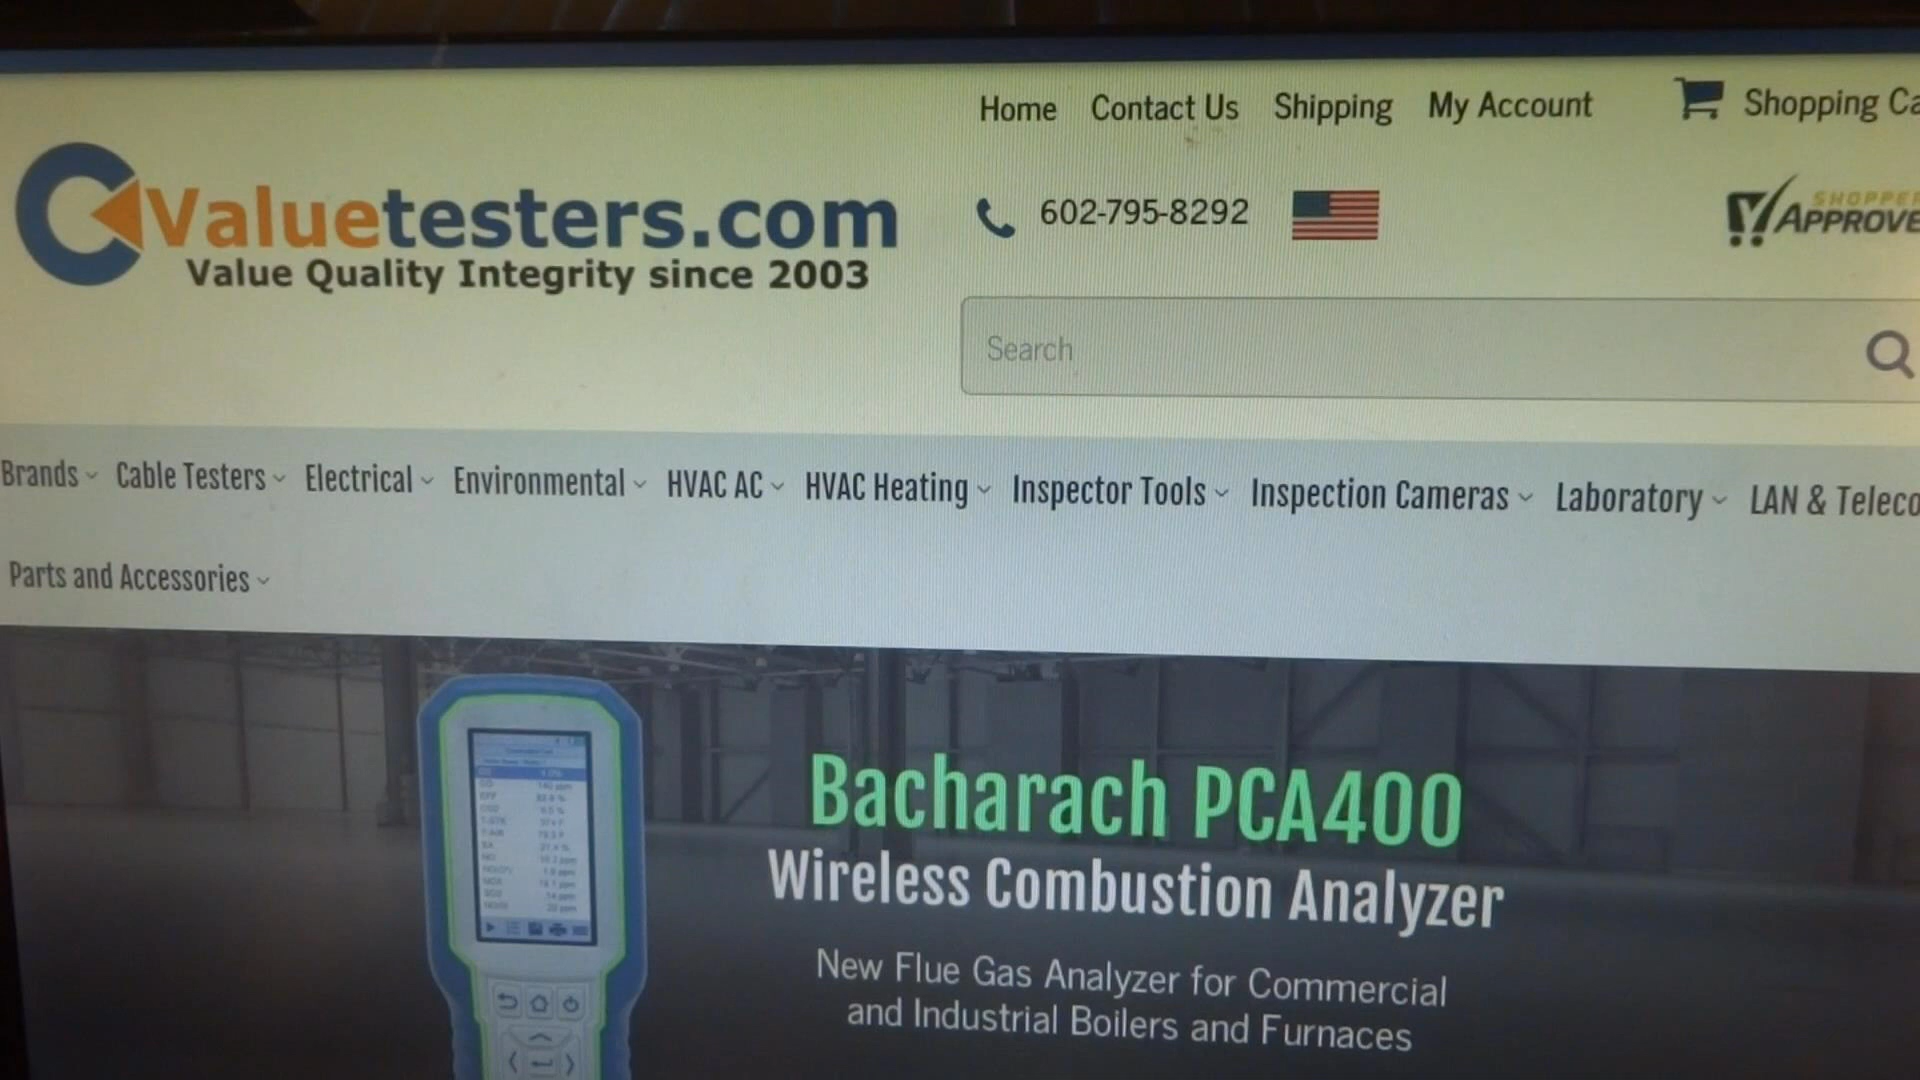 Home Contact Us Shipping My Account Shopping Ca
Valuetesters.com
Value Quality Integrity since 2003
602-795-8292
SHOPPER
APPROVE
Search
Brands Cable Testers Electrical Environmental HVAC AC HVAC Heating Inspector Tools Inspection Cameras Laboratory LAN & Teleco
Parts and Accessories
Bacharach PCA400
Wireless Combustion Analyzer
New Flue Gas Analyzer for Commercial
and Industrial Boilers and Furnaces